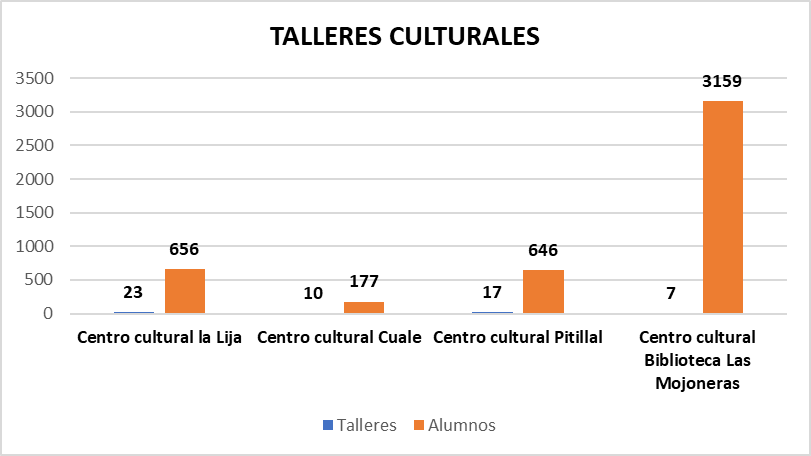 TALLERES CULTURALES
3500
3000
2500
2000
1500
1000
500
0
23
656
10
177
17
646
7
3159
Centro cultural la Lija
Centro cultural Cuale
Centro cultural Pitillal
Centro cultural
Biblioteca Las
Mojoneras
Talleres
Alumnos